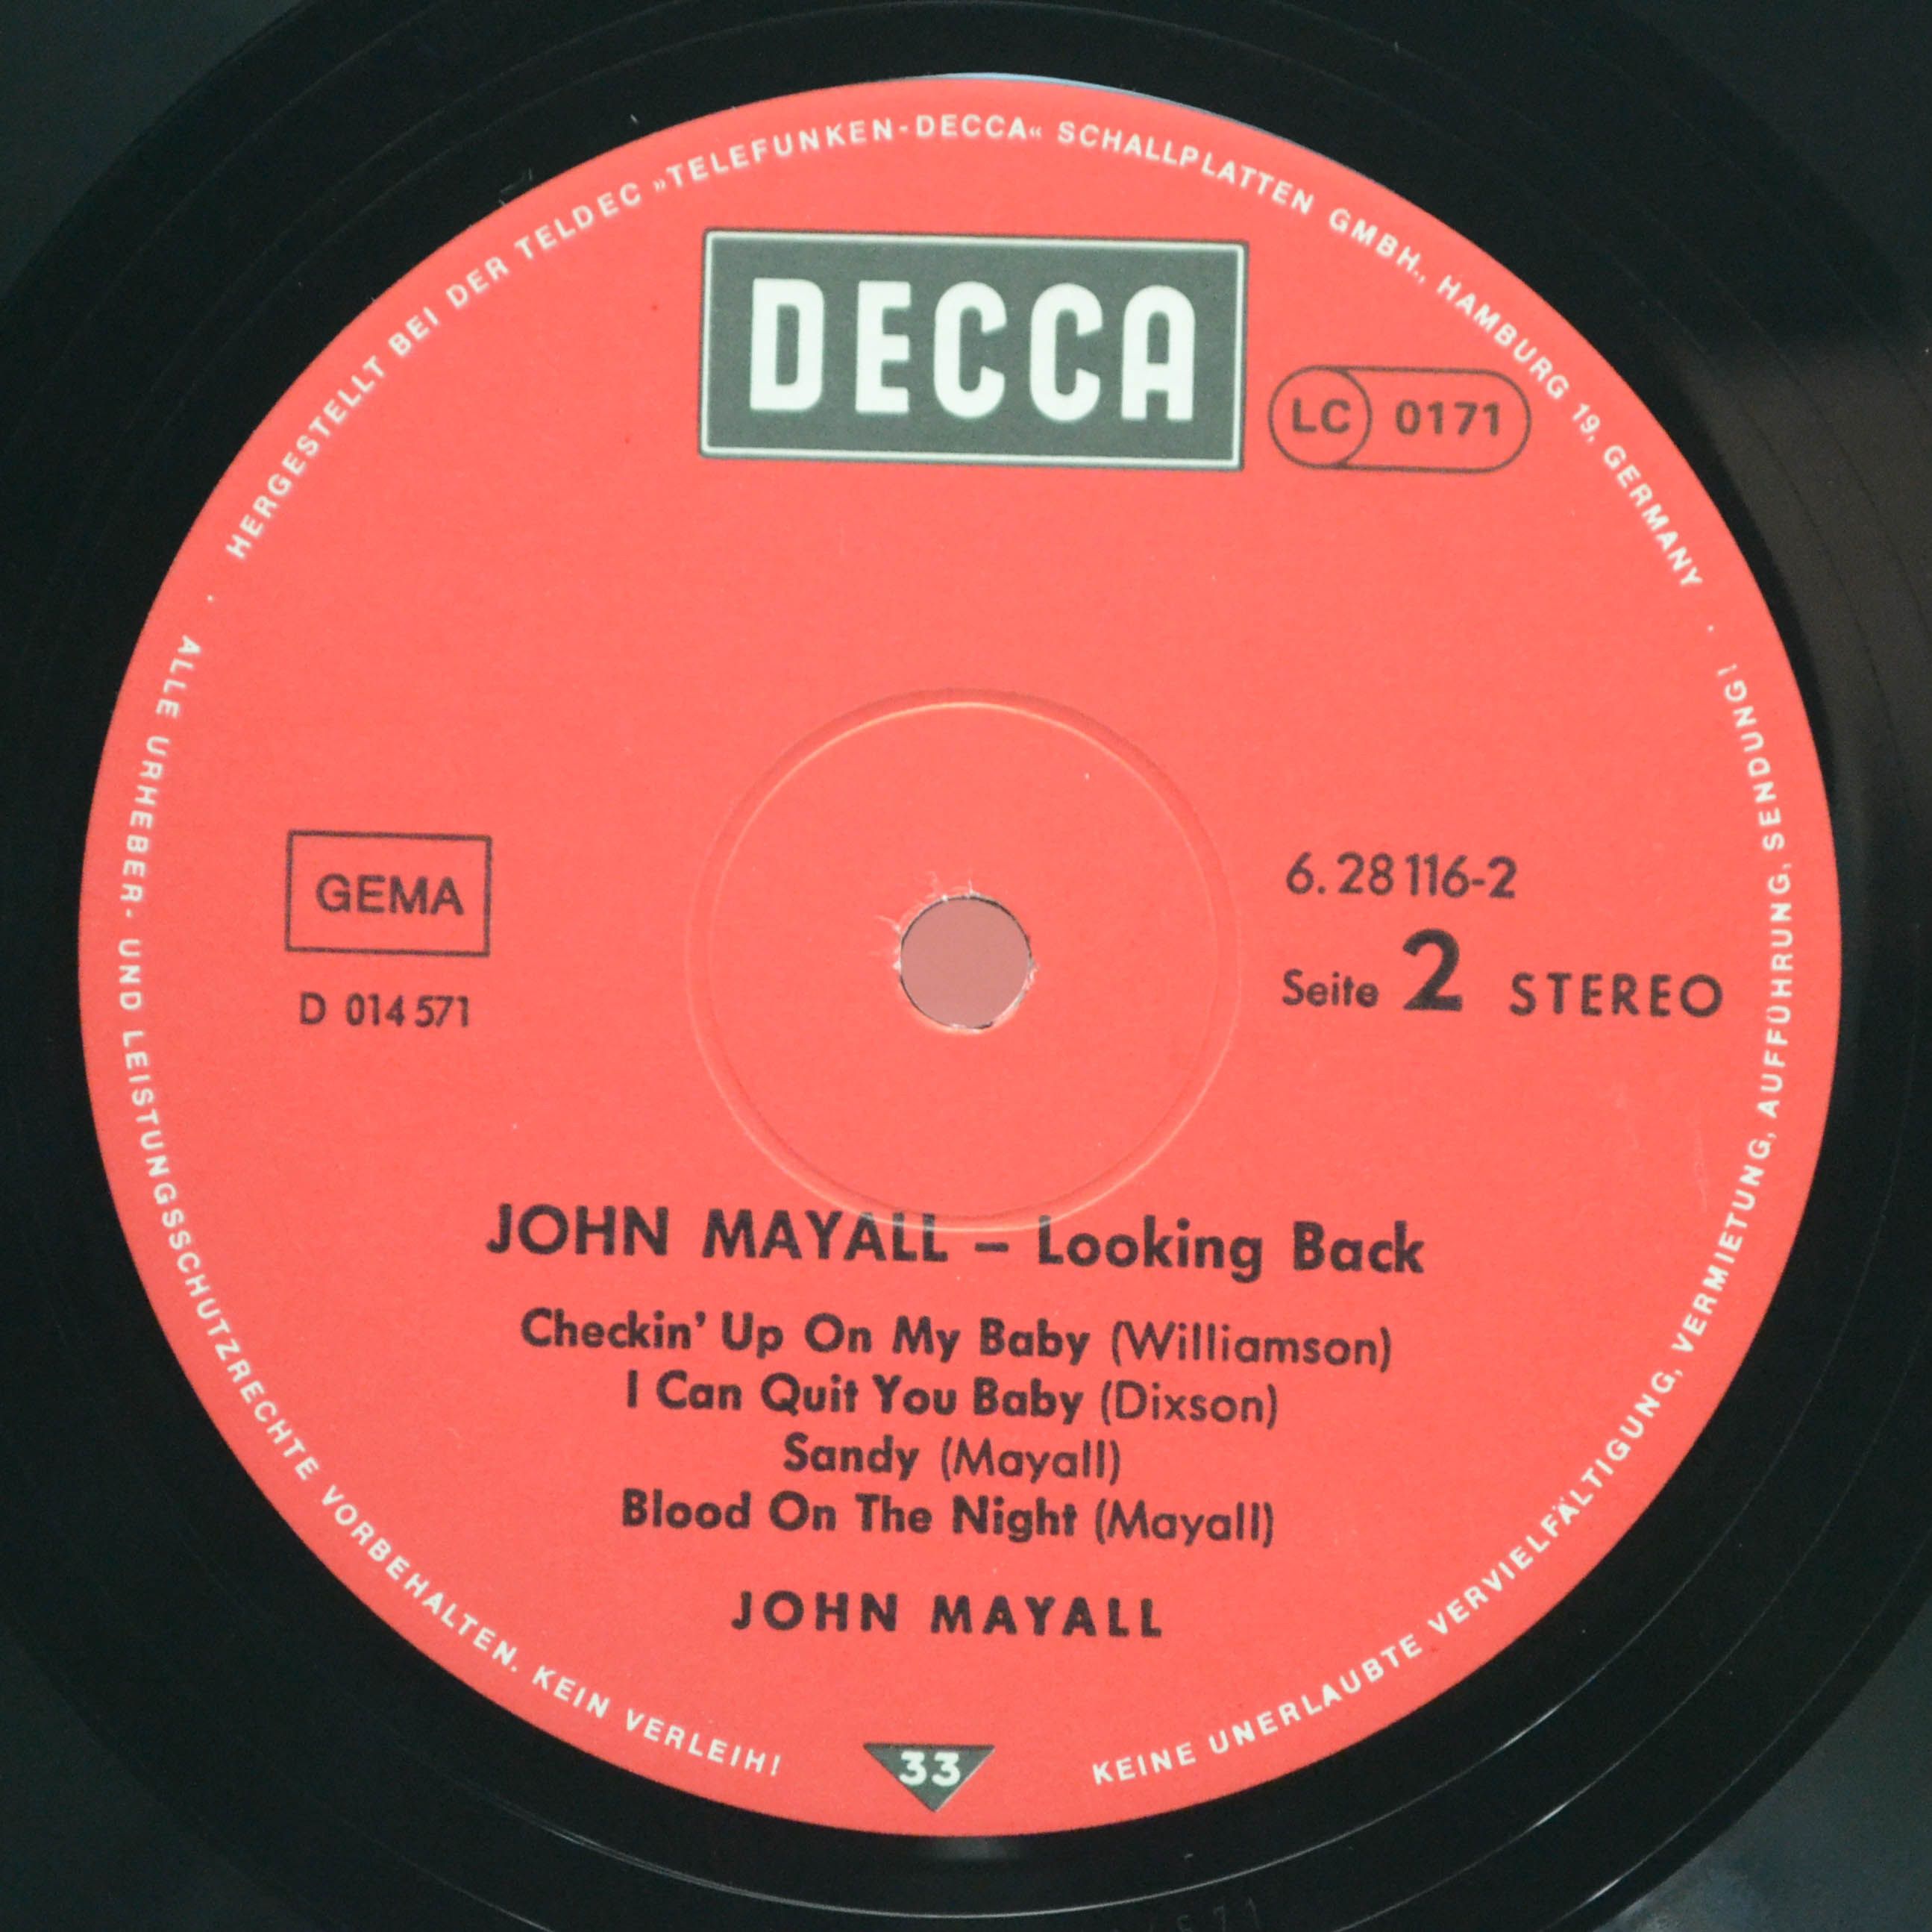 HERGESTELLT BEI DER TELDEC »TELEFUNKEN-DECCA« SCHALLPLATTEN GMBH., HAMBURG 19, GERMANY ·
DECCA
LC 0171
GEMA
D 014 571
6.28116-2
Seite 2 STEREO
JOHN MAYALL – Looking Back
Checkin' Up On My Baby (Williamson)
I Can Quit You Baby (Dixson)
Sandy (Mayall)
Blood On The Night (Mayall)
JOHN MAYALL
33
· ALLE URHEBER- UND LEISTUNGSSCHUTZRECHTE VORBEHALTEN. KEIN VERLEIH!
KEINE UNERLAUBTE VERVIELFÄLTIGUNG, VERMIETUNG, AUFFÜHRUNG, SENDUNG!